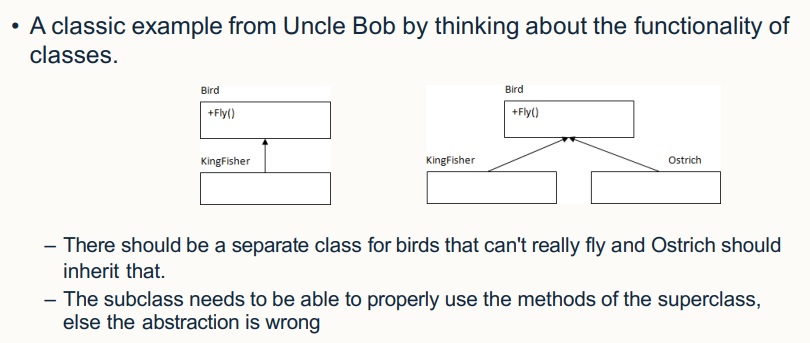 • A classic example from Uncle Bob by thinking about the functionality of
classes.
Bird
+Fly()
KingFisher
Bird
+Fly()
KingFisher
Ostrich
– There should be a separate class for birds that can't really fly and Ostrich should
inherit that.
– The subclass needs to be able to properly use the methods of the superclass,
else the abstraction is wrong